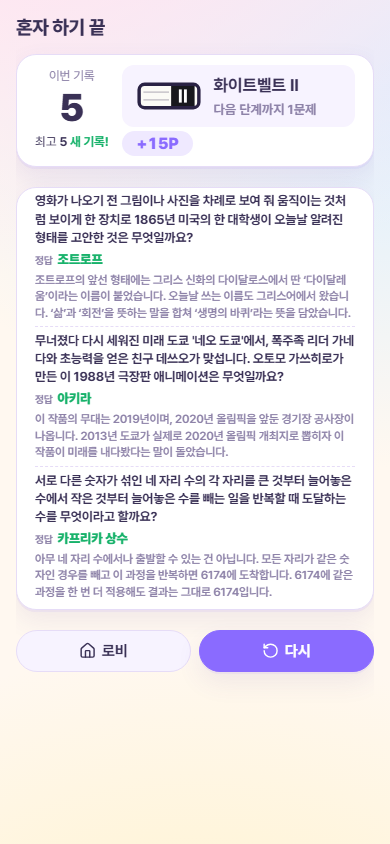 혼자 하기 끝
이번 기록
5
최고 5 새 기록!
화이트벨트 II
다음 단계까지 1문제
+15P
영화가 나오기 전 그림이나 사진을 차례로 보여 줘 움직이는 것처
럼 보이게 한 장치로 1865년 미국의 한 대학생이 오늘날 알려진
형태를 고안한 것은 무엇일까요?
정답 조트로프
조트로프의 앞선 형태에는 그리스 신화의 다이달로스에서 딴 '다이달레
움'이라는 이름이 붙었습니다. 오늘날 쓰는 이름도 그리스어에서 왔습니
다. '삶'과 '회전'을 뜻하는 말을 합쳐 '생명의 바퀴'라는 뜻을 담았습니다.
무너졌다 다시 세워진 미래 도쿄 '네오 도쿄'에서, 폭주족 리더 가네
다와 초능력을 얻은 친구 데쓰오가 맞섭니다. 오토모 가쓰히로가
만든 이 1988년 극장판 애니메이션은 무엇일까요?
정답 아키라
이 작품의 무대는 2019년이며, 2020년 올림픽을 앞둔 경기장 공사장이
나옵니다. 2013년 도쿄가 실제로 2020년 올림픽 개최지로 뽑히자 이
작품이 미래를 내다봤다는 말이 돌았습니다.
서로 다른 숫자가 섞인 네 자리 수의 각 자리를 큰 것부터 늘어놓은
수에서 작은 것부터 늘어놓은 수를 빼는 일을 반복할 때 도달하는
수를 무엇이라고 할까요?
정답 카프리카 상수
아무 네 자리 수에서나 출발할 수 있는 건 아닙니다. 모든 자리가 같은 숫
자인 경우를 빼고 이 과정을 반복하면 6174에 도착합니다. 6174에 같은
과정을 한 번 더 적용해도 결과는 그대로 6174입니다.
로비
다시